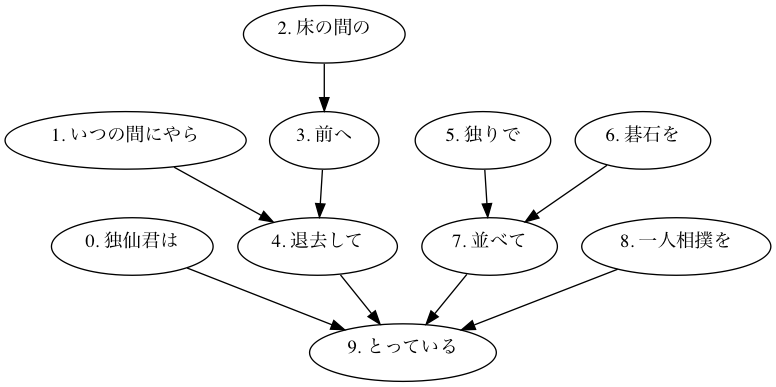 2. 床の間の
1. いつの間にやら
3. 前へ
5. 独りで
6. 碁石を
0. 独仙君は
4. 退去して
7. 並べて
8. 一人相撲を
9. とっている